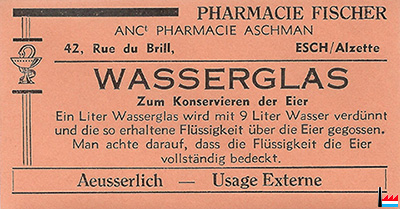 PHARMACIE FISCHER
ANCᵗ PHARMACIE ASCHMAN
42, Rue du Brill, ESCH/Alzette
WASSERGLAS
Zum Konservieren der Eier
Ein Liter Wasserglas wird mit 9 Liter Wasser verdünnt
und die so erhaltene Flüssigkeit über die Eier gegossen.
Man achte darauf, dass die Flüssigkeit die Eier
vollständig bedeckt.
Aeusserlich — Usage Externe